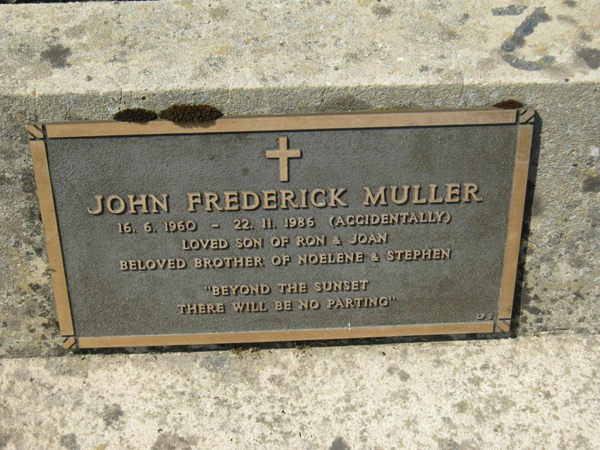 JOHN FREDERICK MULLER
16. 6. 1960 - 22. 11. 1986 (ACCIDENTALLY)
LOVED SON OF RON & JOAN
BELOVED BROTHER OF NOELENE & STEPHEN
"BEYOND THE SUNSET
THERE WILL BE NO PARTING"